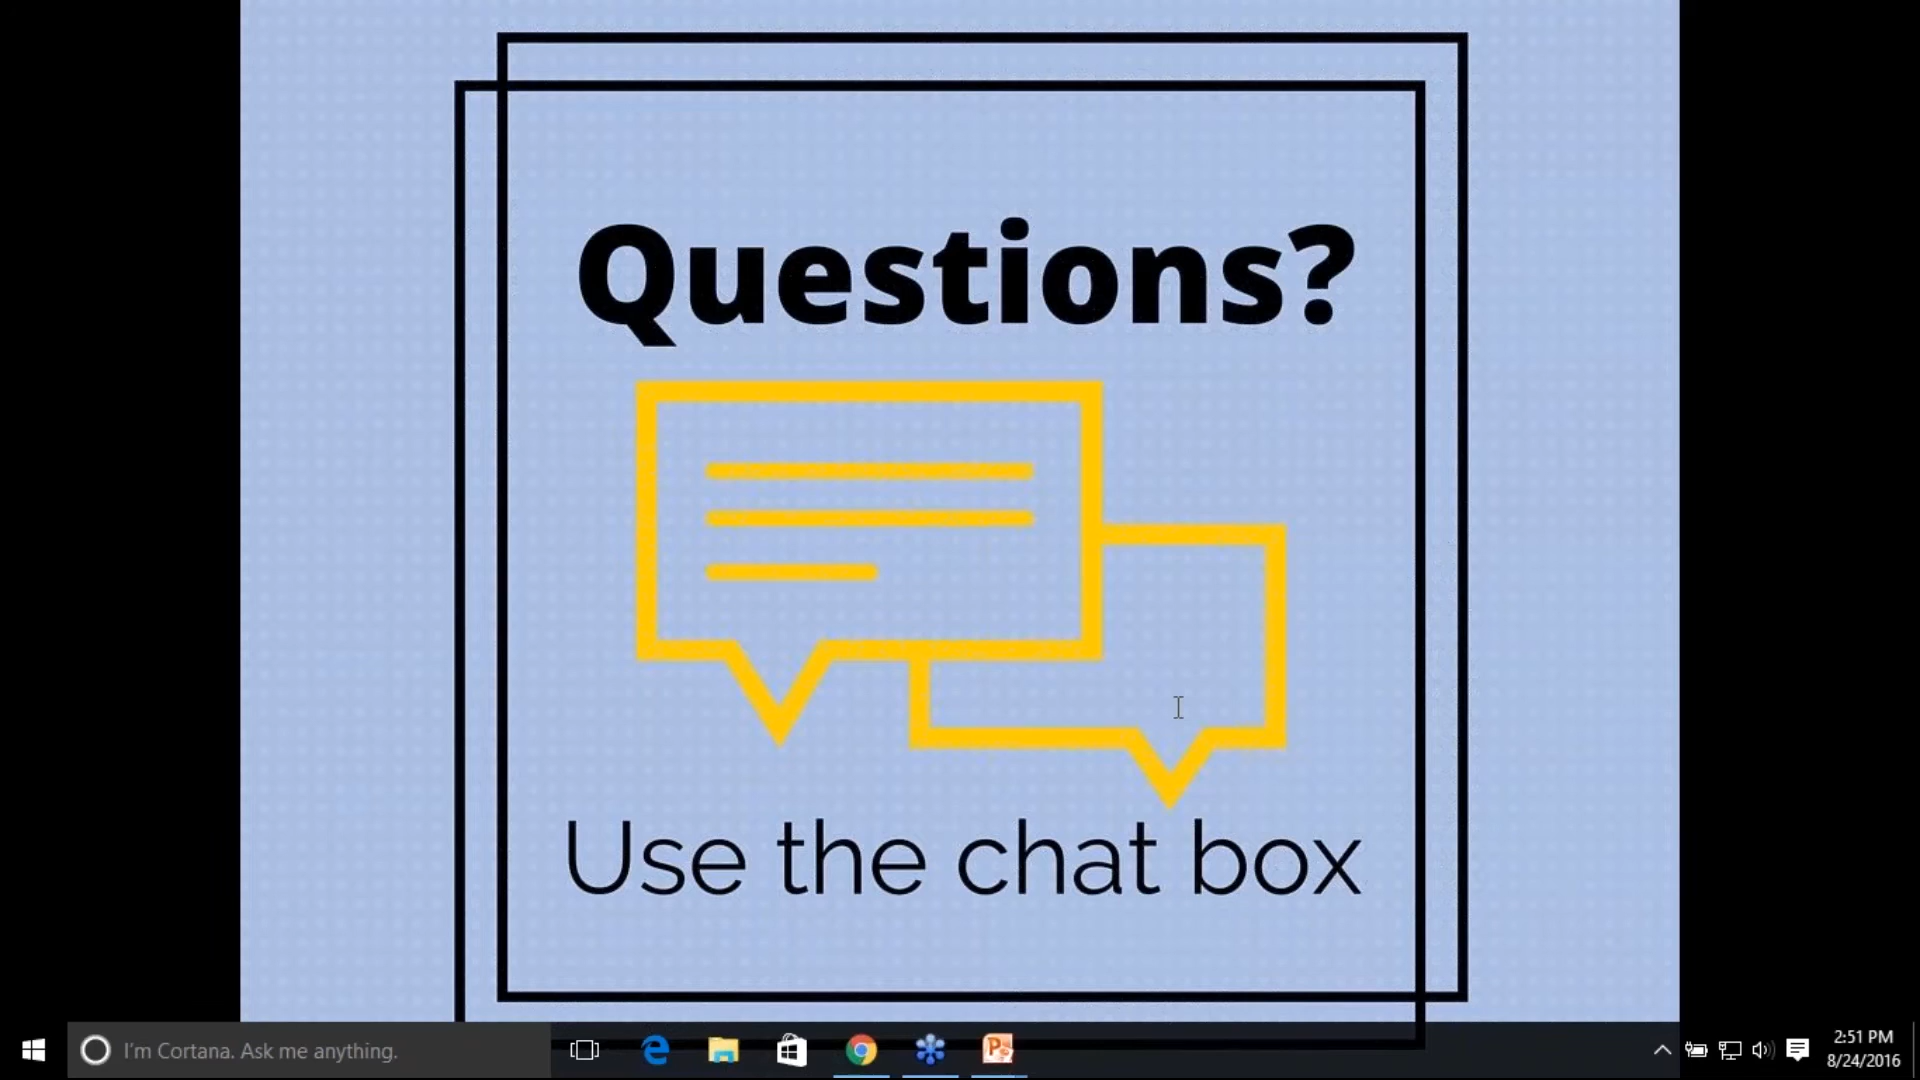 Questions?
Use the chat box
I'm Cortana. Ask me anything.
2:51 PM
8/24/2016